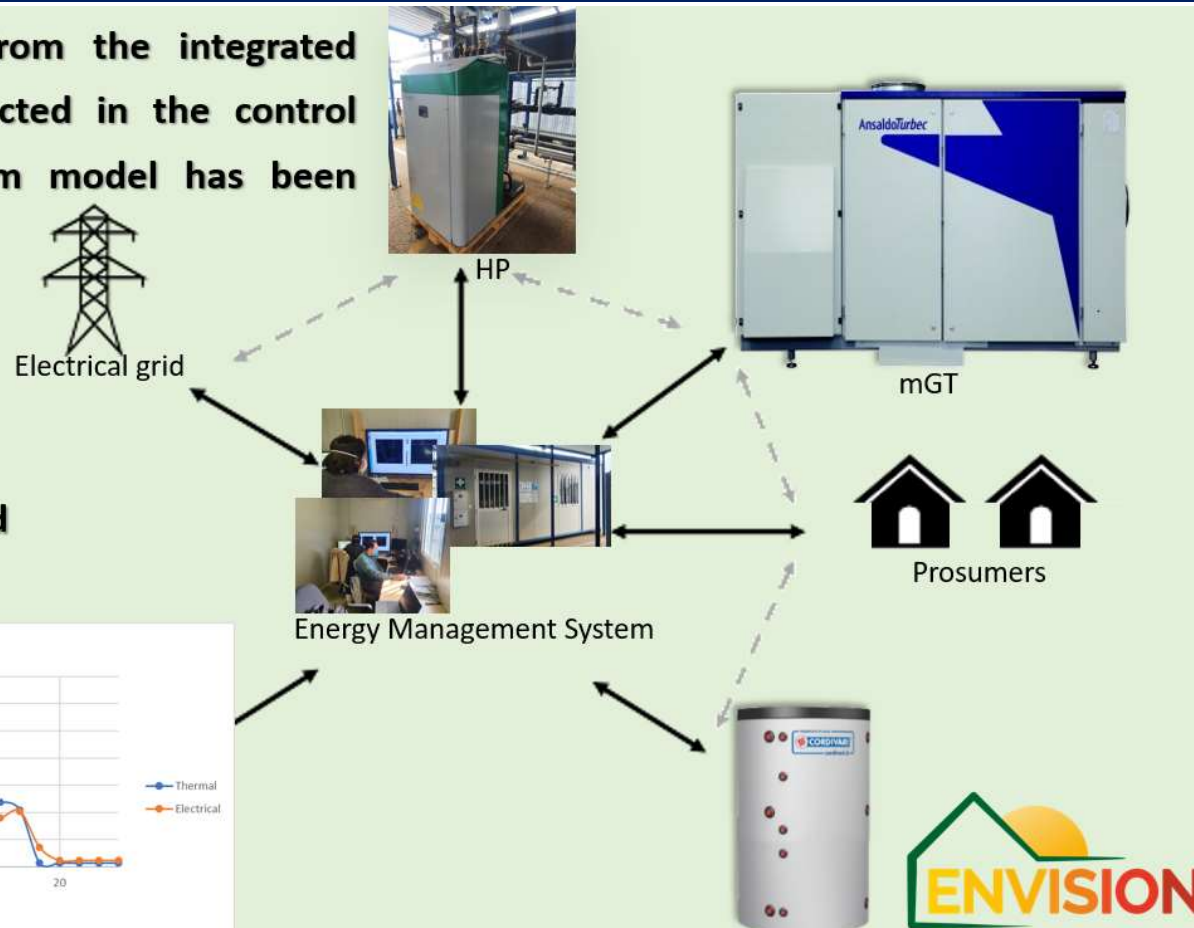 rom the integrated
cted in the control
m model has been
HP
AnsaldoTurbec
Electrical grid
mGT
d
Prosumers
Energy Management System
Thermal
Electrical
20
CORDIVARI
ENVISION